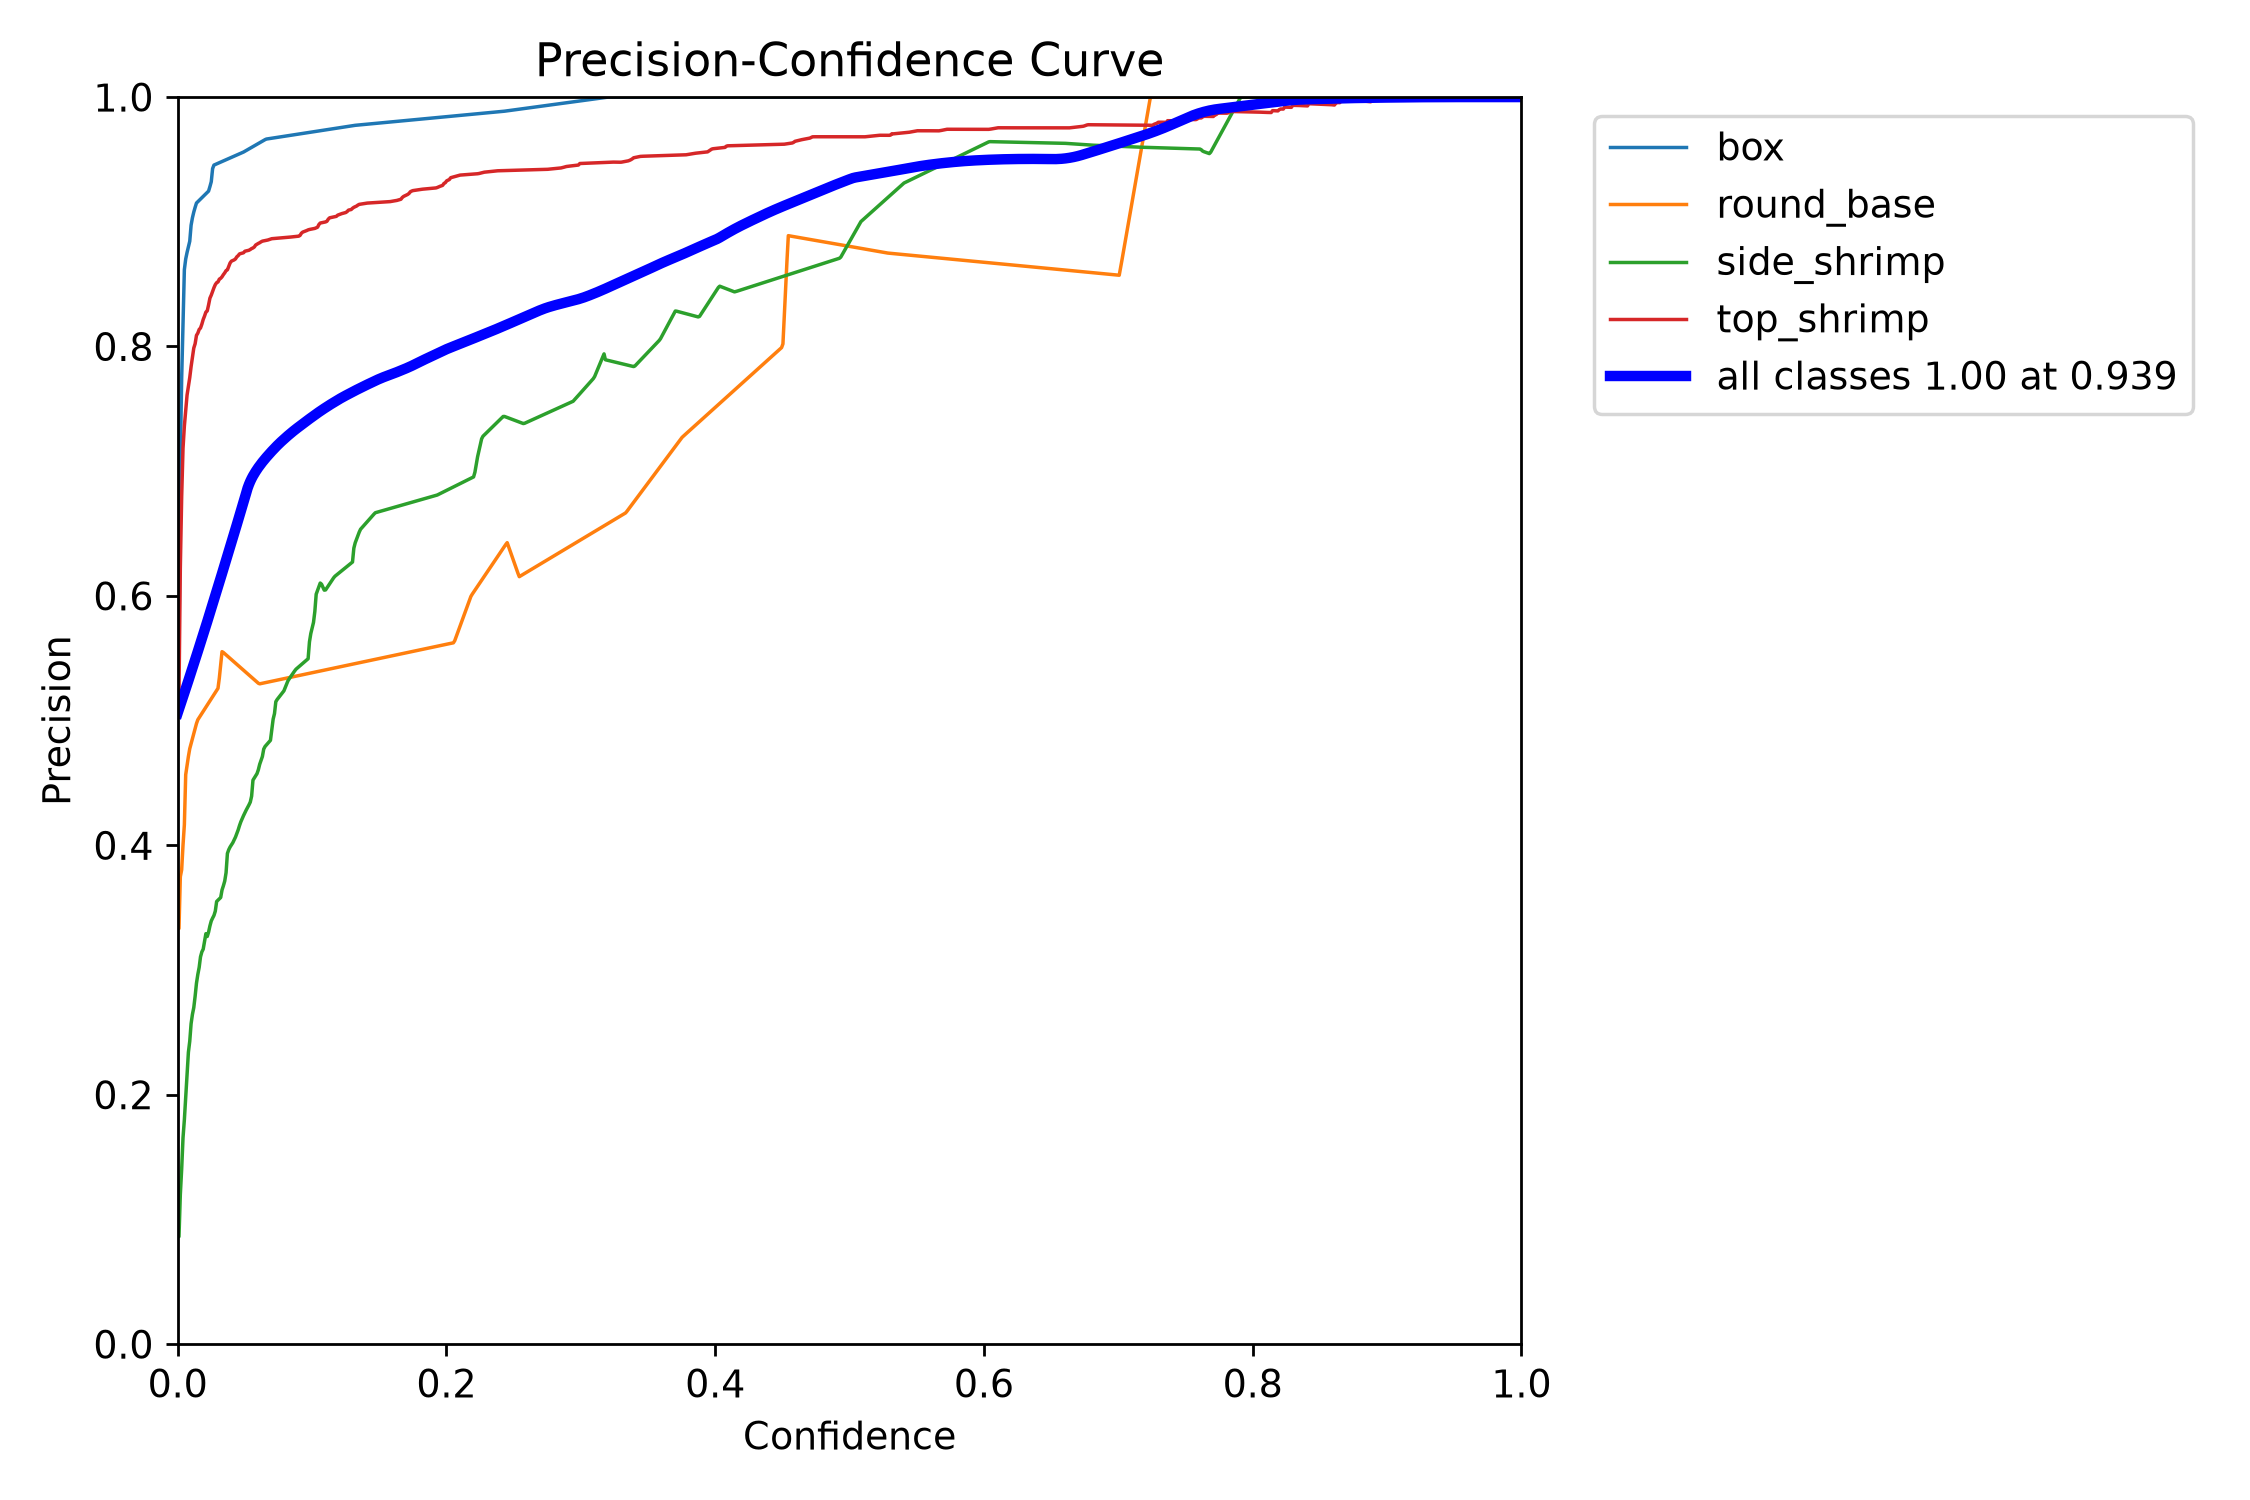 Precision-Confidence Curve
1.0
0.8
0.6
0.4
0.2
0.0
Precision
0.0 0.2 0.4 0.6 0.8 1.0
Confidence
box
round_base
side_shrimp
top_shrimp
all classes 1.00 at 0.939